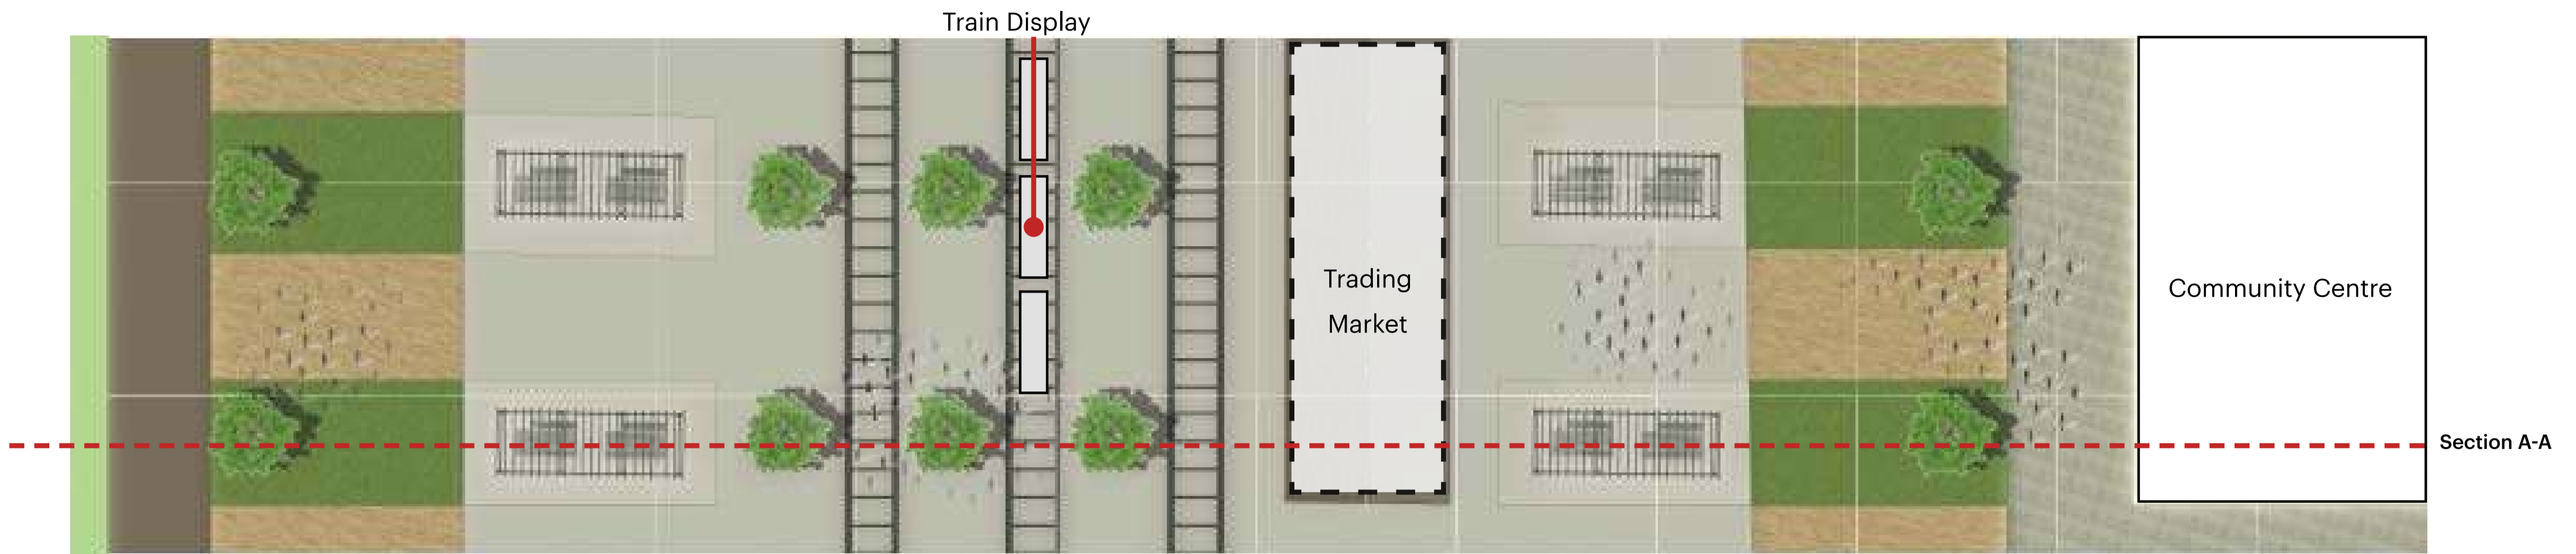 Train Display
Trading
Market
Community Centre
Section A-A